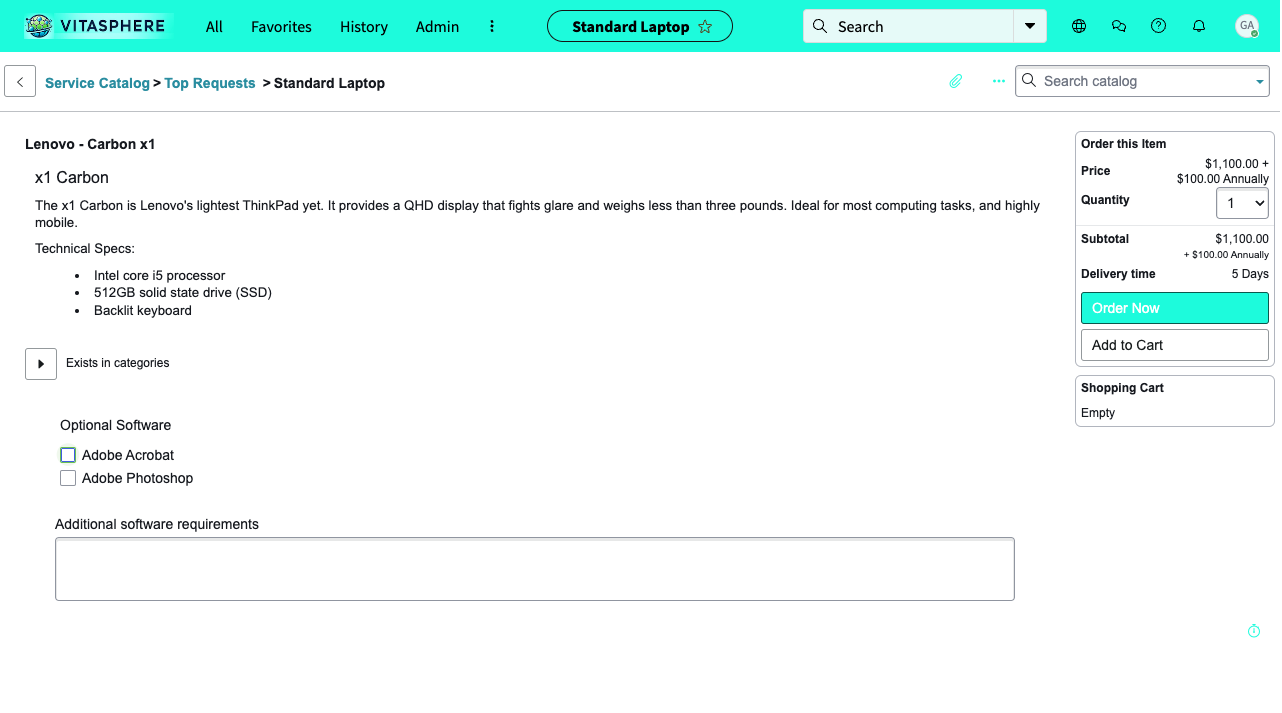 VITASPHERE
All
Favorites
History
Admin
Standard Laptop
Search
GA
Service Catalog > Top Requests > Standard Laptop
Search catalog
Lenovo - Carbon x1
x1 Carbon
The x1 Carbon is Lenovo's lightest ThinkPad yet. It provides a QHD display that fights glare and weighs less than three pounds. Ideal for most computing tasks, and highly
mobile.
Technical Specs:
Intel core i5 processor
512GB solid state drive (SSD)
Backlit keyboard
Exists in categories
Optional Software
Adobe Acrobat
Adobe Photoshop
Additional software requirements
Order this Item
Price
$1,100.00 +
$100.00 Annually
Quantity
1
Subtotal
$1,100.00
+ $100.00 Annually
Delivery time
5 Days
Order Now
Add to Cart
Shopping Cart
Empty